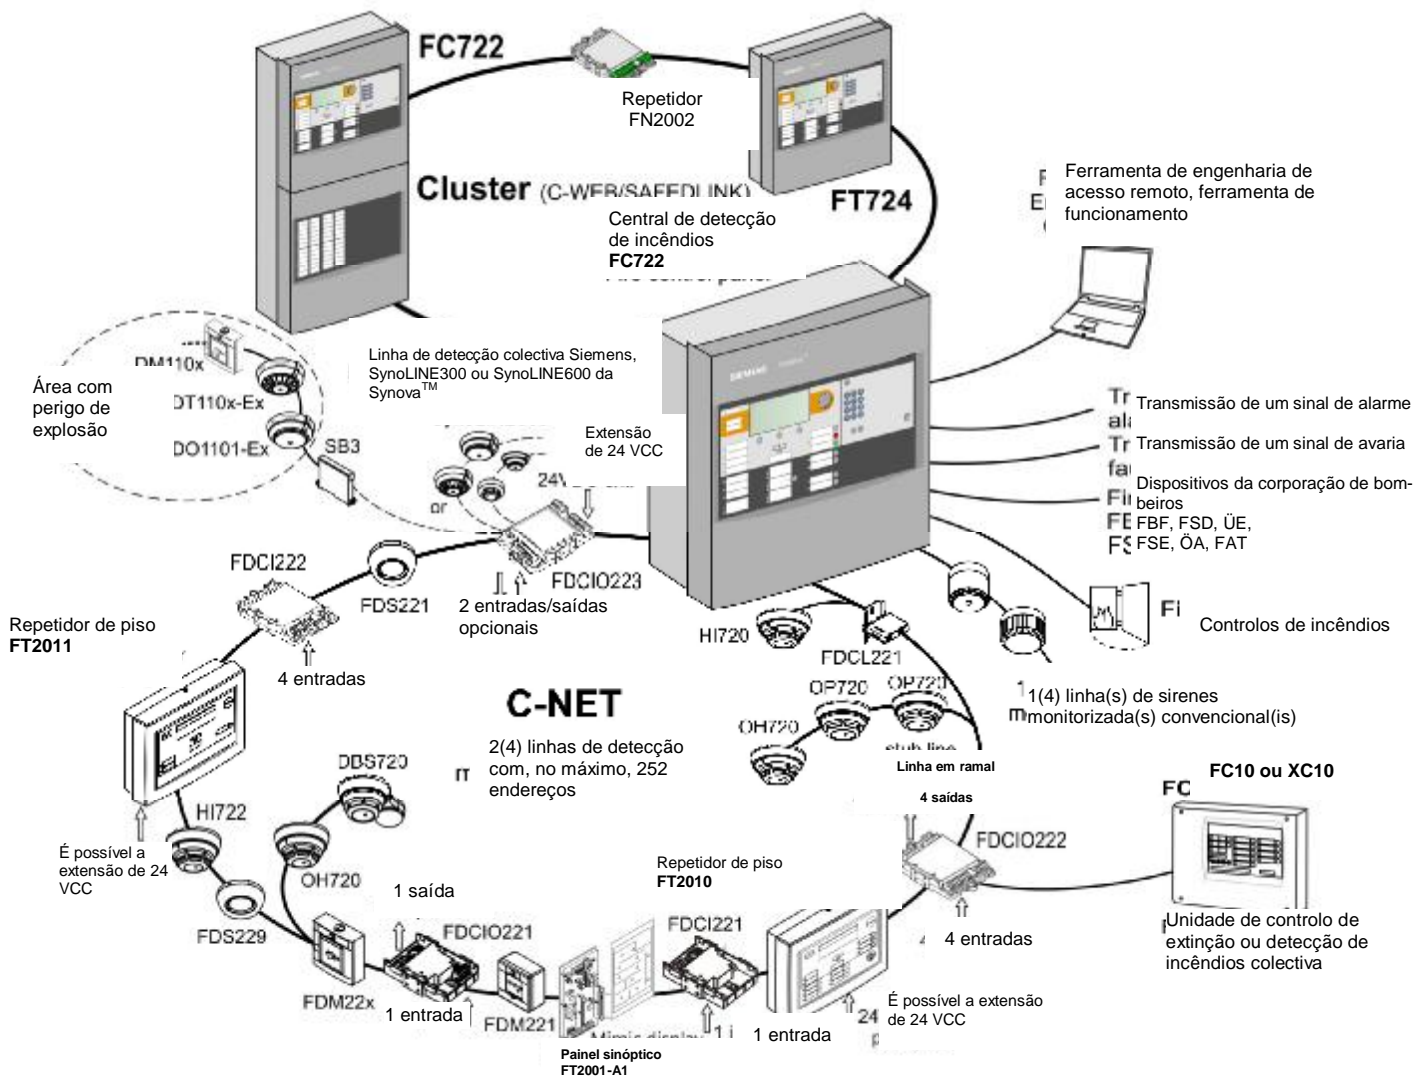 FC722
Repetidor
FN2002
Cluster (C-WEB/SAFEDLINK)
FT724
Central de detecção
de incêndios
FC722
Ferramenta de engenharia de
acesso remoto, ferramenta de
funcionamento
Área com
perigo de
explosão
DM110x
DT110x-Ex
DO1101-Ex
SB3
Linha de detecção colectiva Siemens,
SynoLINE300 ou SynoLINE600 da
Synova™
or
Extensão
de 24 VCC
SIEMENS
Transmissão de um sinal de alarme
Transmissão de um sinal de avaria
Dispositivos da corporação de bom-
beiros
FBF, FSD, ÜE,
FSE, ÖA, FAT
FDCI222
FDS221
FDCIO223
2 entradas/saídas
opcionais
4 entradas
Repetidor de piso
FT2011
HI720
FDCL221
Controlos de incêndios
1(4) linha(s) de sirenes
monitorizada(s) convencional(is)
C-NET
2(4) linhas de detecção
com, no máximo, 252
endereços
OP720
OP720
OH720
stub line
Linha em ramal
4 saídas
FC10 ou XC10
FDCIO222
4 entradas
Unidade de controlo de
extinção ou detecção de
incêndios colectiva
É possível a
extensão de 24
VCC
HI722
DBS720
OH720
FDS229
FDM22x
1 saída
FDCIO221
1 entrada
FDM221
Mimic display
Painel sinóptico
FT2001-A1
Repetidor de piso
FT2010
FDCI221
1 entrada
É possível a extensão
de 24 VCC